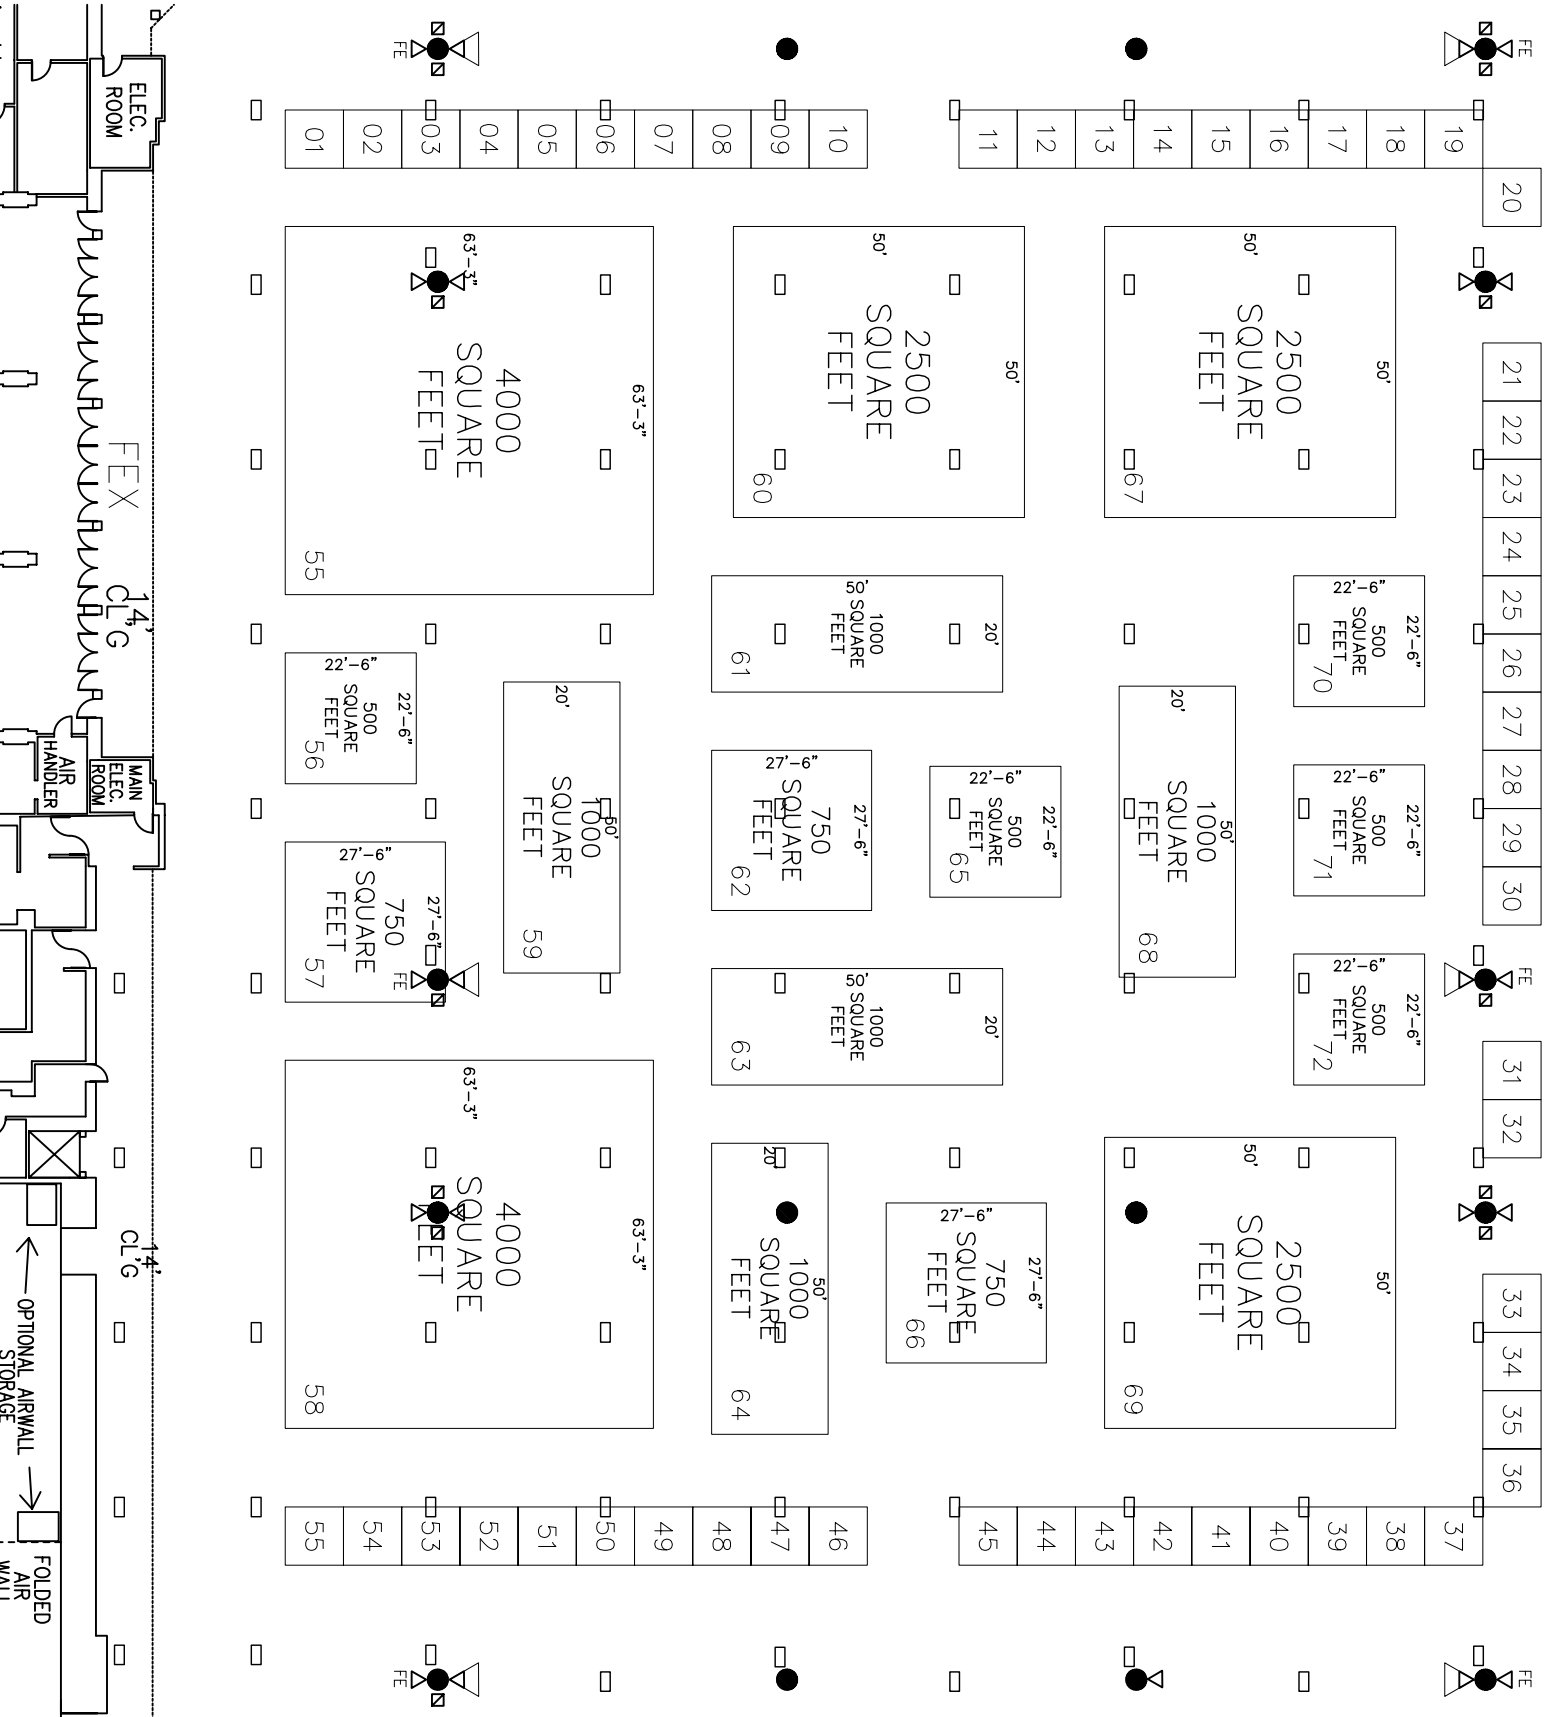 FE
FE
ELEC.
ROOM
01
02
03
04
05
06
07
08
09
10
11
12
13
14
15
16
17
18
19
20
63'-3"
63'-3"
4000
SQUARE
FEET
55
50'
50'
2500
SQUARE
FEET
60
50'
50'
2500
SQUARE
FEET
67
21
22
23
24
25
26
27
28
29
30
FEX
14'
CL'G
50'
20'
1000
SQUARE
FEET
61
22'-6"
22'-6"
500
SQUARE
FEET
70
22'-6"
22'-6"
500
SQUARE
FEET
56
20'
50'
1000
SQUARE
FEET
59
27'-6"
27'-6"
750
SQUARE
FEET
62
22'-6"
22'-6"
500
SQUARE
FEET
65
20'
50'
1000
SQUARE
FEET
68
22'-6"
22'-6"
500
SQUARE
FEET
71
AIR
HANDLER
MAIN
ELEC.
ROOM
27'-6"
27'-6"
750
SQUARE
FEET
57
FE
50'
20'
1000
SQUARE
FEET
63
22'-6"
22'-6"
500
SQUARE
FEET
72
FE
31
32
33
34
35
36
63'-3"
63'-3"
4000
SQUARE
FEET
58
20'
50'
1000
SQUARE
FEET
64
27'-6"
27'-6"
750
SQUARE
FEET
66
50'
50'
2500
SQUARE
FEET
69
14'
CL'G
OPTIONAL AIRWALL
STORAGE
FOLDED
AIR
WALL
55
54
53
52
51
50
49
48
47
46
45
44
43
42
41
40
39
38
37
FE
FE